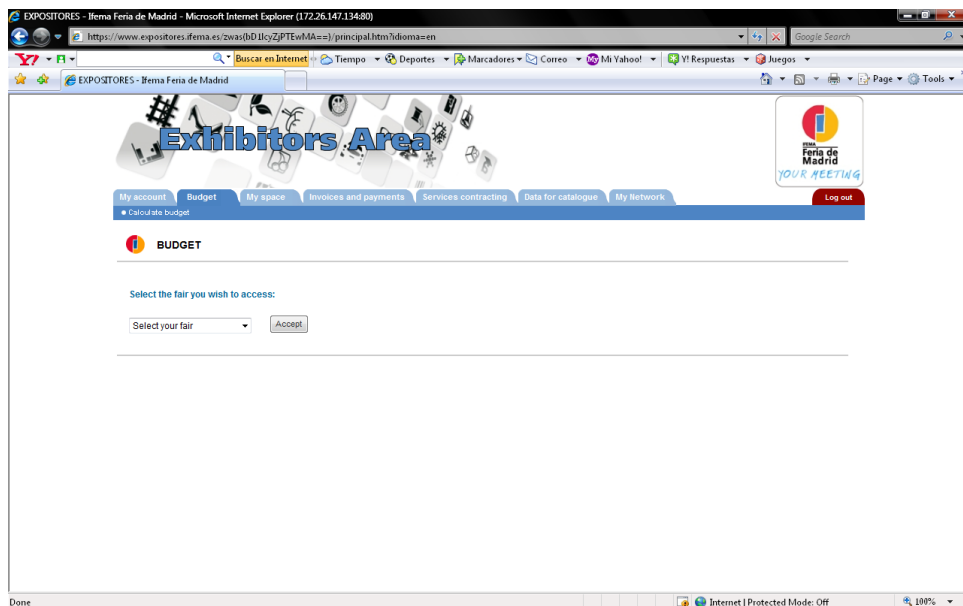 EXPOSITORES - Ifema Feria de Madrid - Microsoft Internet Explorer (172.26.147.134:80)
https://www.expositores.ifema.es/zwas(bD1lcyZjPTEwMA==)/principal.htm?idioma=en
Google Search
Y! Buscar en Internet Tiempo Deportes Marcadores Correo My Mi Yahoo! Y! Respuestas Juegos
EXPOSITORES - Ifema Feria de Madrid
Page Tools
Exhibitors Area
IFEMA
Feria de
Madrid
YOUR MEETING
My account Budget My space Invoices and payments Services contracting Data for catalogue My Network Log out
Calculate budget
BUDGET
Select the fair you wish to access:
Select your fair Accept
Done Internet | Protected Mode: Off 100%